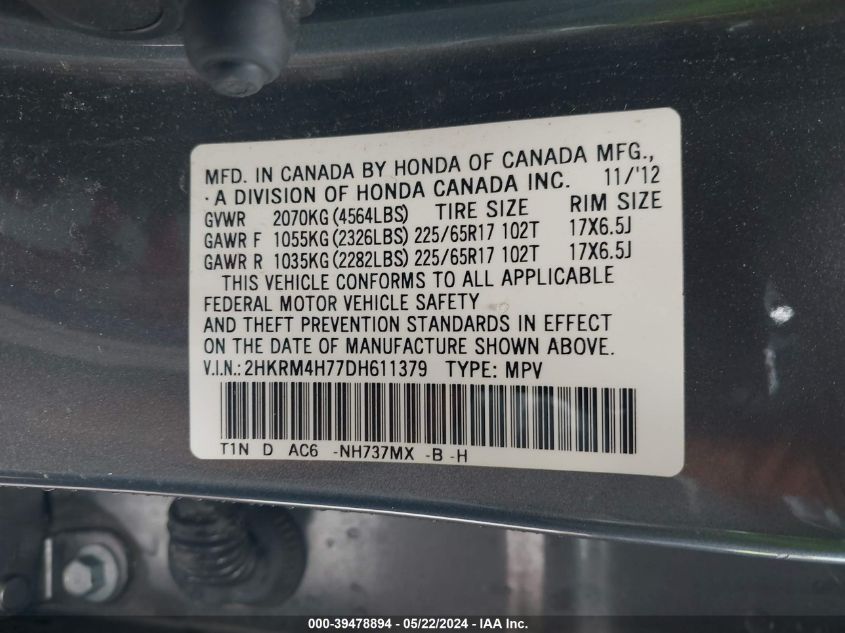 MFD. IN CANADA BY HONDA OF CANADA MFG.,
· A DIVISION OF HONDA CANADA INC. 11/'12
GVWR 2070KG (4564LBS) TIRE SIZE RIM SIZE
GAWR F 1055KG (2326LBS) 225/65R17 102T 17X6.5J
GAWR R 1035KG (2282LBS) 225/65R17 102T 17X6.5J
THIS VEHICLE CONFORMS TO ALL APPLICABLE
FEDERAL MOTOR VEHICLE SAFETY
AND THEFT PREVENTION STANDARDS IN EFFECT
ON THE DATE OF MANUFACTURE SHOWN ABOVE.
V.I.N.: 2HKRM4H77DH611379 TYPE: MPV
T1N D AC6 -NH737MX -B -H
000-39478894 - 05/22/2024 - IAA Inc.